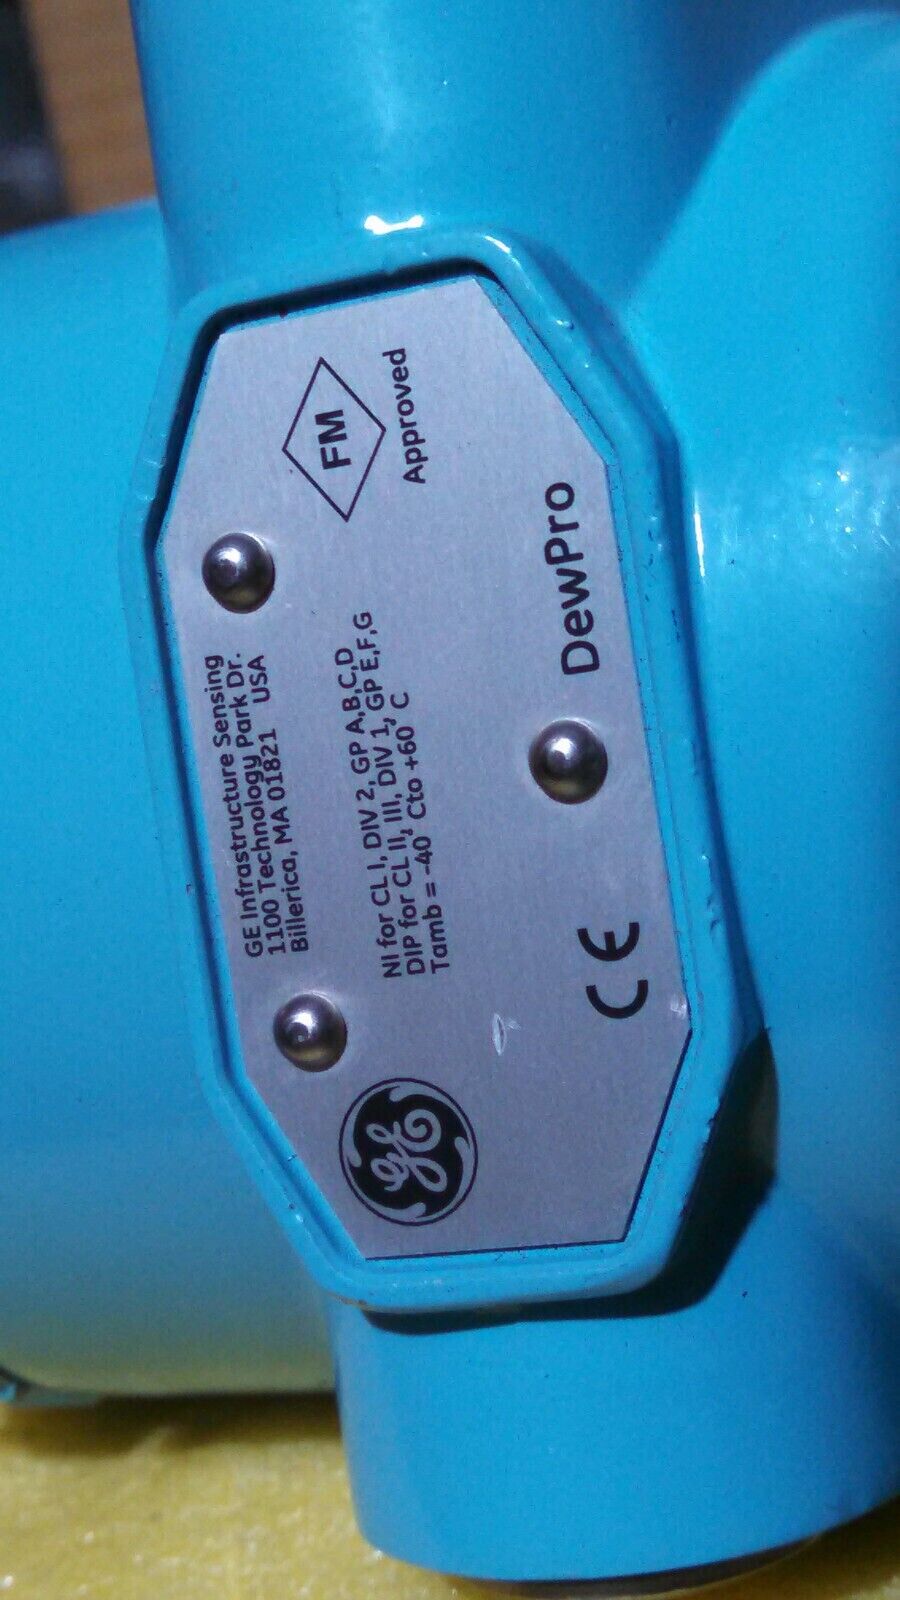 GE Infrastructure Sensing
1100 Technology Park Dr.
Billerica, MA 01821 USA
FM
Approved
NI for CL I, DIV 2, GP A,B,C,D
DIP for CL II, III, DIV 1, GP E,F,G
Tamb = -40° Cto +60° C
GE
CE
DewPro